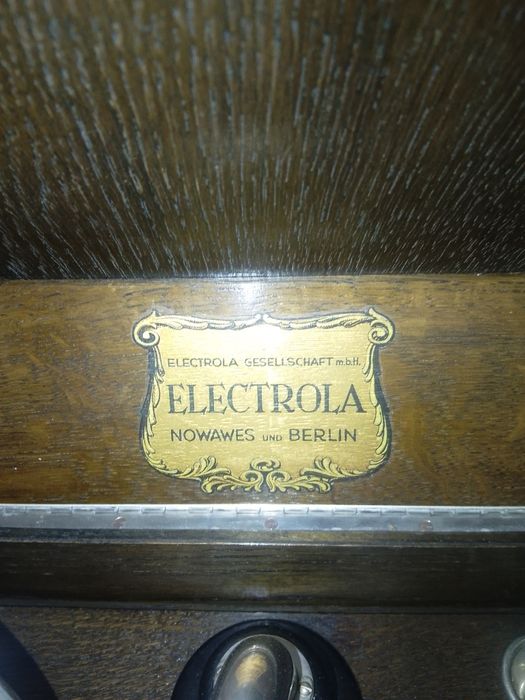 ELECTROLA GESELLSCHAFT m.b.H.
ELECTROLA
NOWAWES UND BERLIN